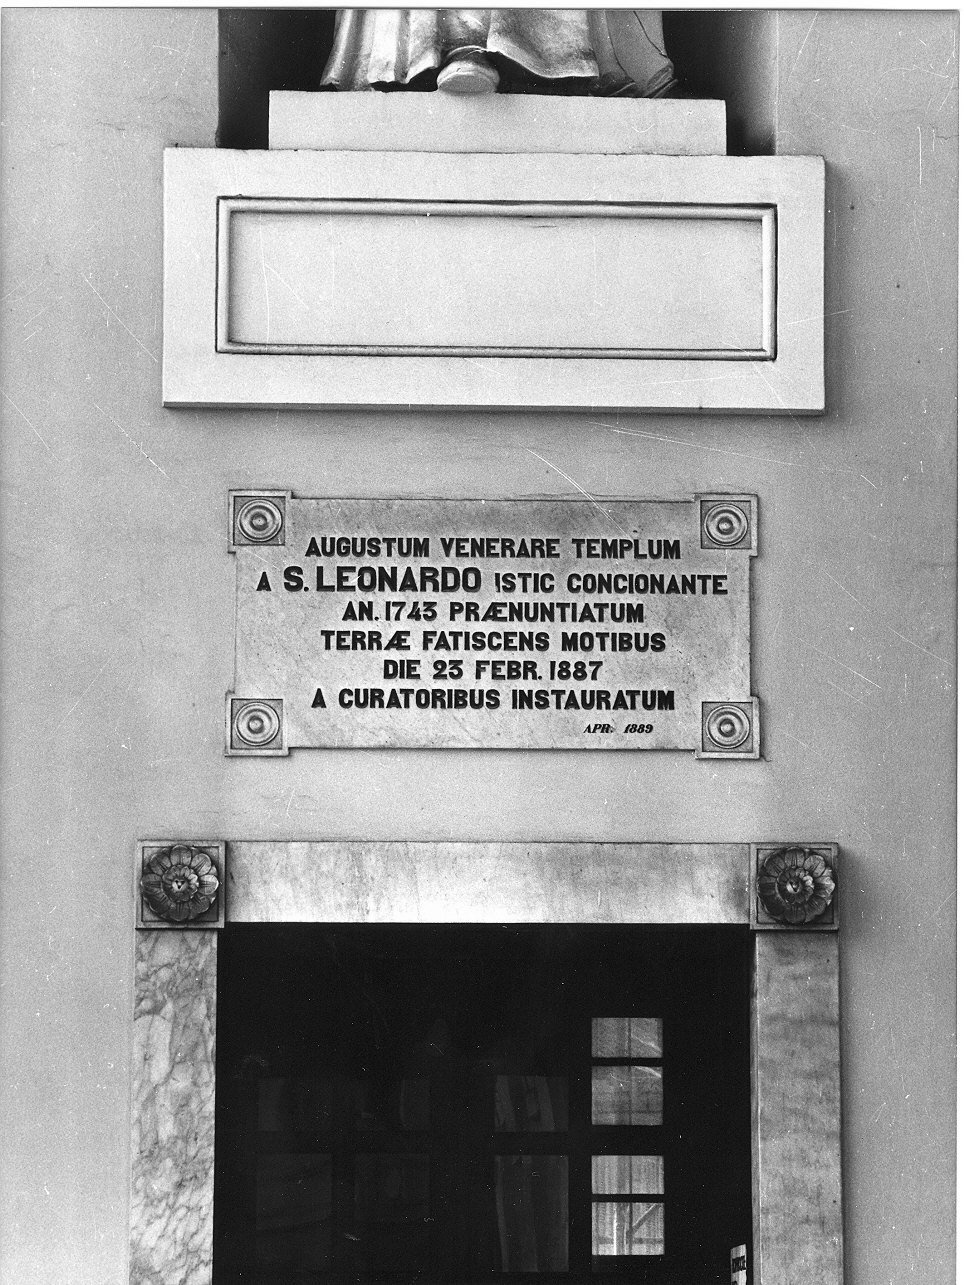 AUGUSTUM VENERARE TEMPLUM
A S. LEONARDO ISTIC CONCIONANTE
AN. 1743 PRÆNUNTIATUM
TERRÆ FATISCENS MOTIBUS
DIE 23 FEBR. 1887
A CURATORIBUS INSTAURATUM
APR. 1889